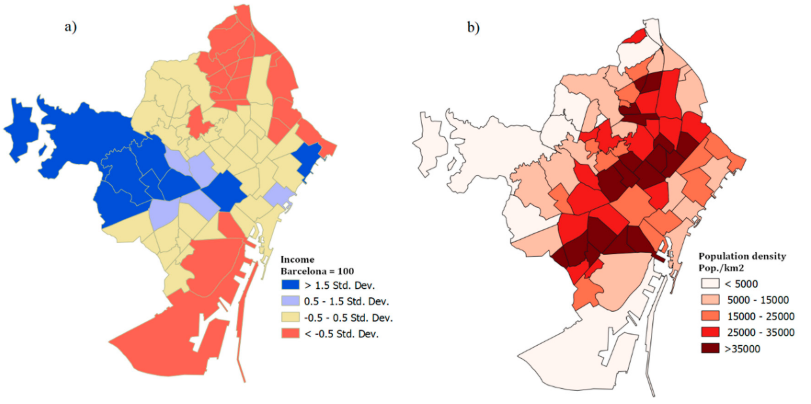 a)
Income
Barcelona = 100
> 1.5 Std. Dev.
0.5 - 1.5 Std. Dev.
-0.5 - 0.5 Std. Dev.
< -0.5 Std. Dev.
b)
Population density
Pop./km2
< 5000
5000 - 15000
15000 - 25000
25000 - 35000
>35000